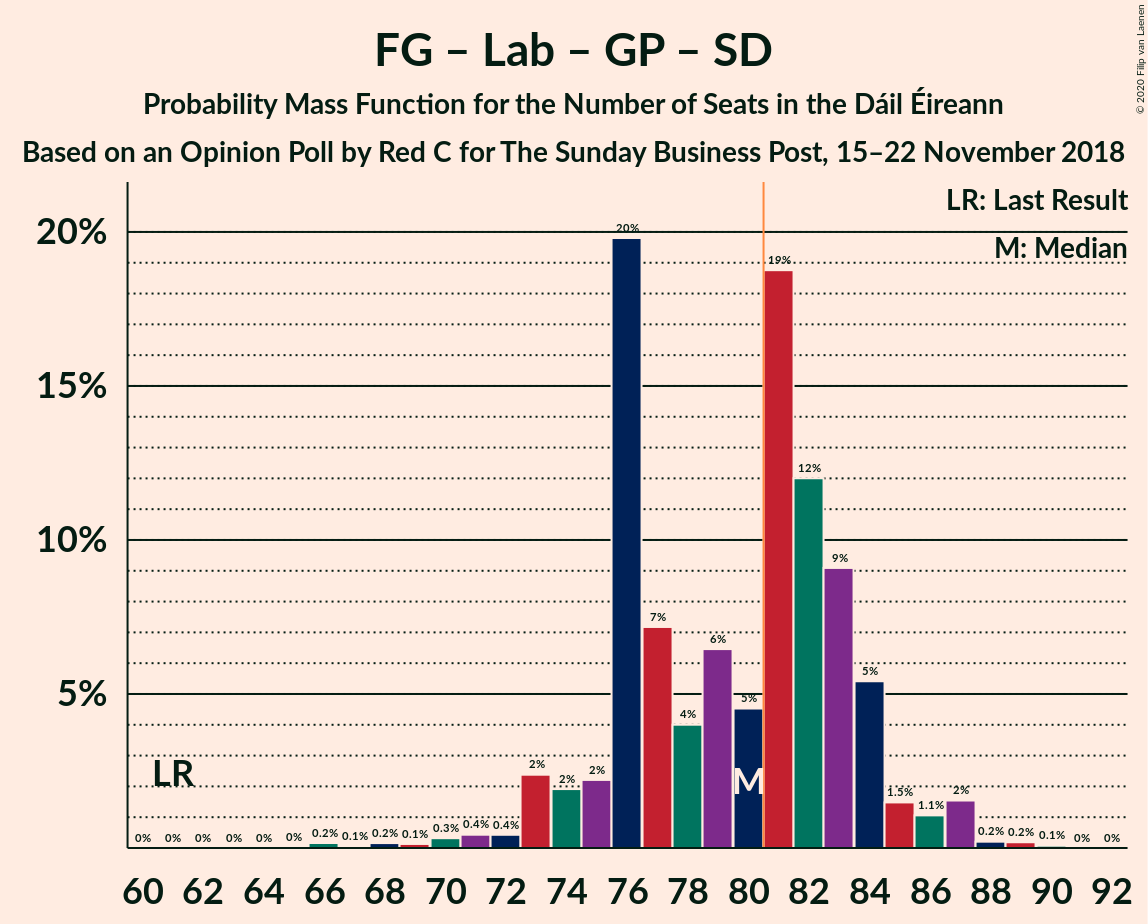 FG – Lab – GP – SD
Probability Mass Function for the Number of Seats in the Dáil Éireann
Based on an Opinion Poll by Red C for The Sunday Business Post, 15–22 November 2018
© 2020 Filip van Laenen
LR: Last Result
M: Median
20%
15%
10%
5%
LR
M
0% 0% 0% 0% 0% 0% 0.2% 0.1% 0.2% 0.1% 0.3% 0.4% 0.4% 2% 2% 2% 20% 7% 4% 6% 5% 19% 12% 9% 5% 1.5% 1.1% 2% 0.2% 0.2% 0.1% 0% 0%
60 62 64 66 68 70 72 74 76 78 80 82 84 86 88 90 92